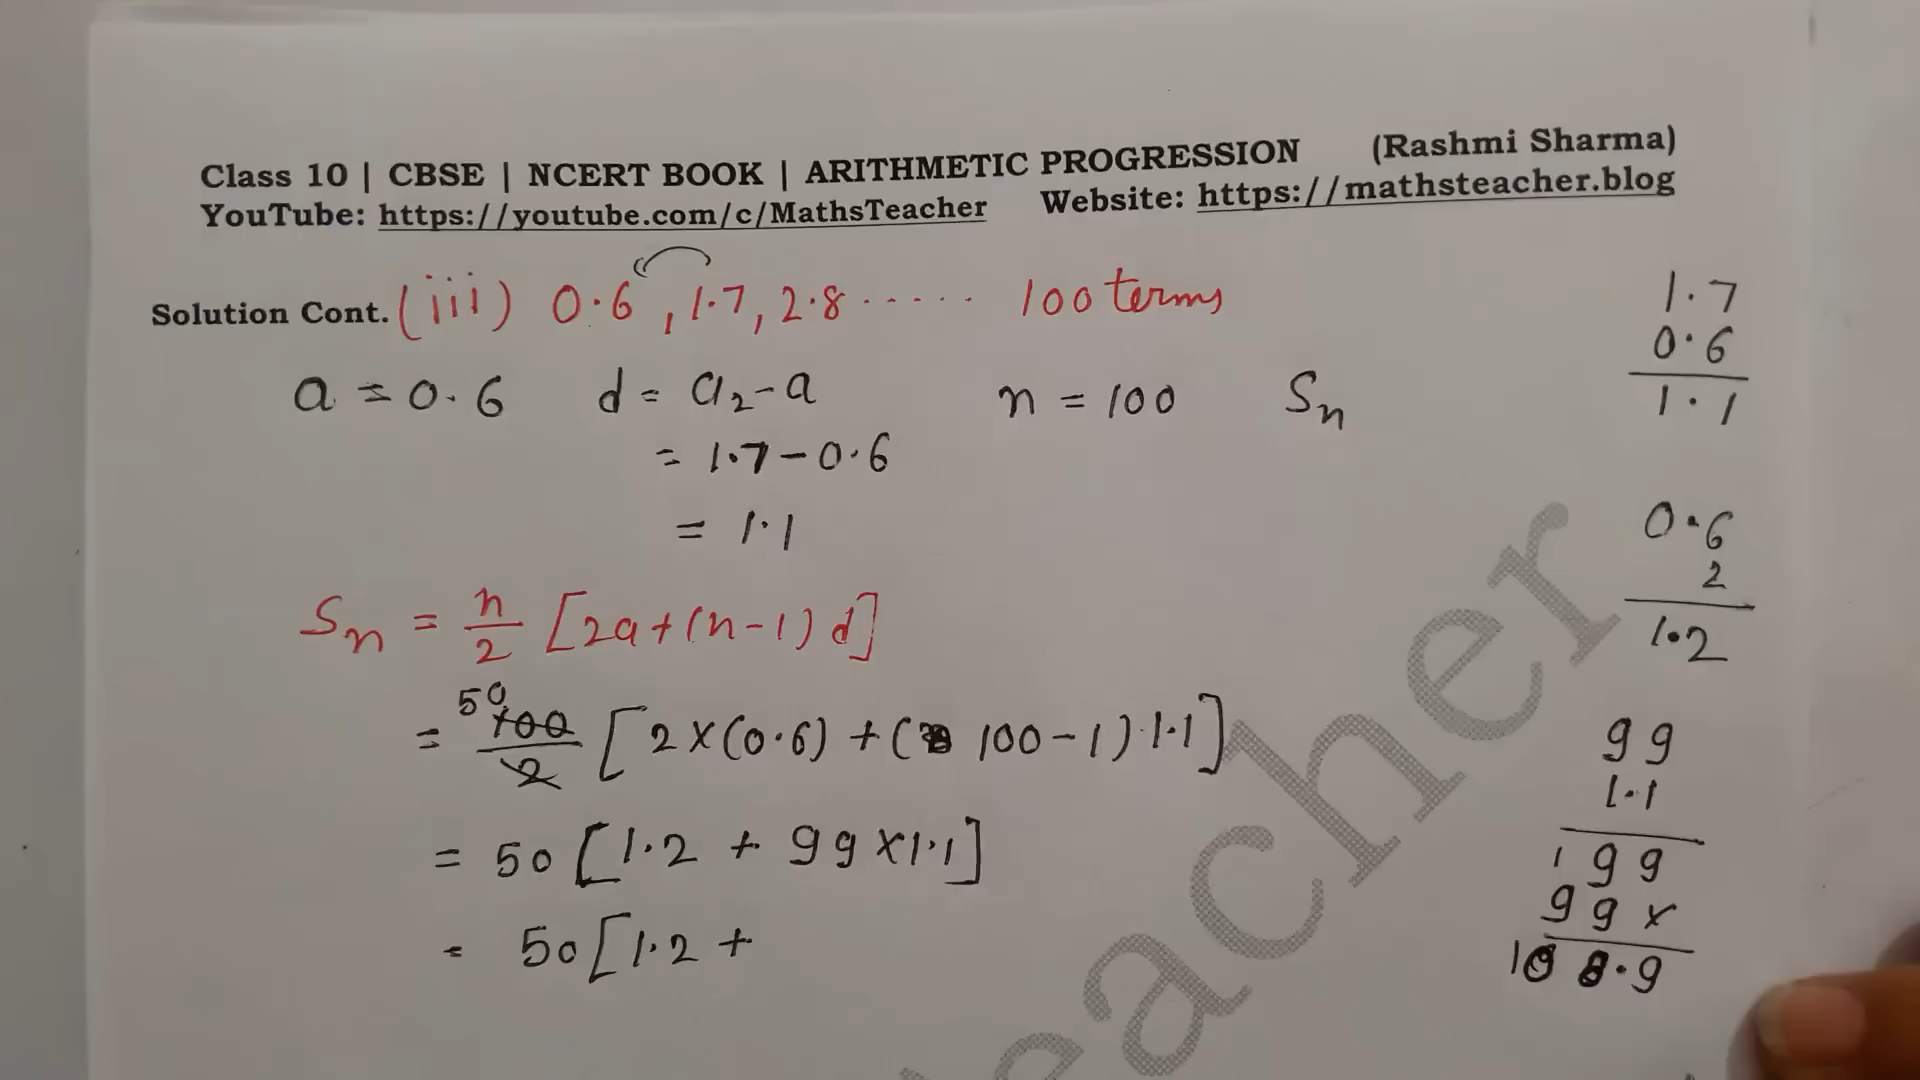 Class 10 | CBSE | NCERT BOOK | ARITHMETIC PROGRESSION (Rashmi Sharma)
YouTube: https://youtube.com/c/MathsTeacher Website: https://mathsteacher.blog
Solution Cont. (iii) 0.6, 1.7, 2.8 ...... 100 terms
a = 0.6 d = a₂ - a n = 100 Sn
= 1.7 - 0.6
= 1.1
Sn = n/2 [2a + (n-1) d]
= 50 100/2 [2 × (0.6) + (100 - 1) 1.1]
= 50 [1.2 + 99 × 1.1]
= 50 [1.2 +
1.7
0.6
1.1
0.6
2
1.2
99
1.1
1 99
99 ×
108.9
eacher